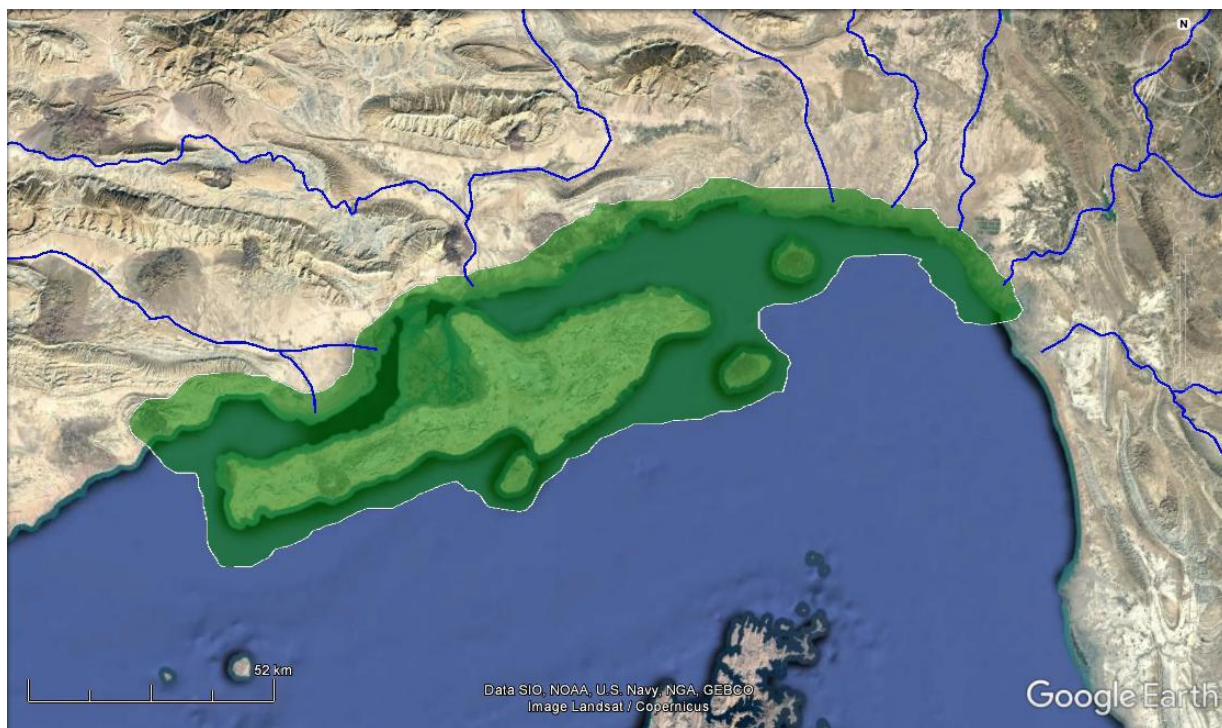 N
52 km
Data SIO, NOAA, U.S. Navy, NGA, GEBCO
Image Landsat / Copernicus
Google Earth